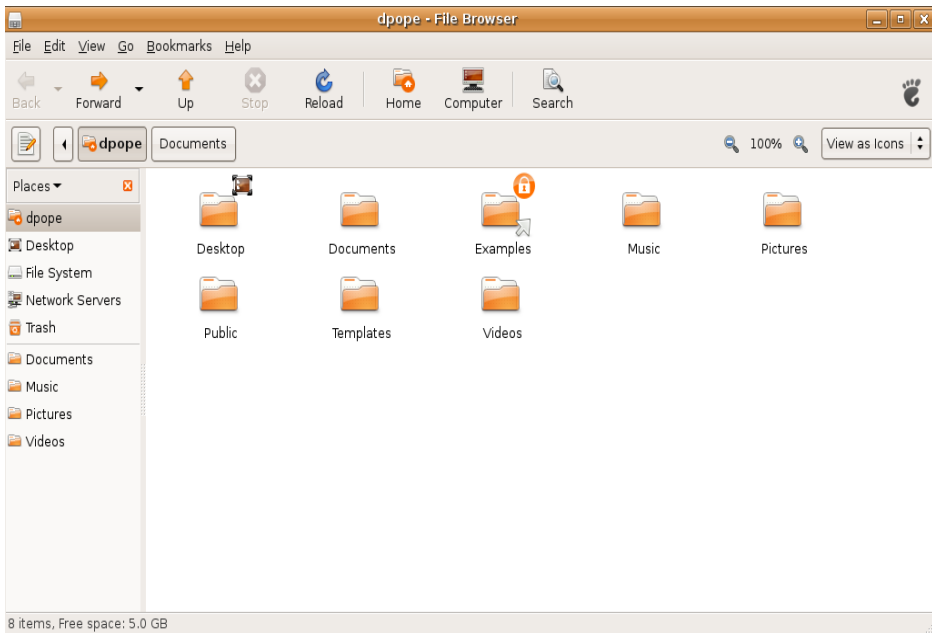 dpope - File Browser
File Edit View Go Bookmarks Help
Back Forward Up Stop Reload Home Computer Search
dpope Documents 100% View as Icons
Places
dpope
Desktop
File System
Network Servers
Trash
Documents
Music
Pictures
Videos
Desktop Documents Examples Music Pictures
Public Templates Videos
8 items, Free space: 5.0 GB